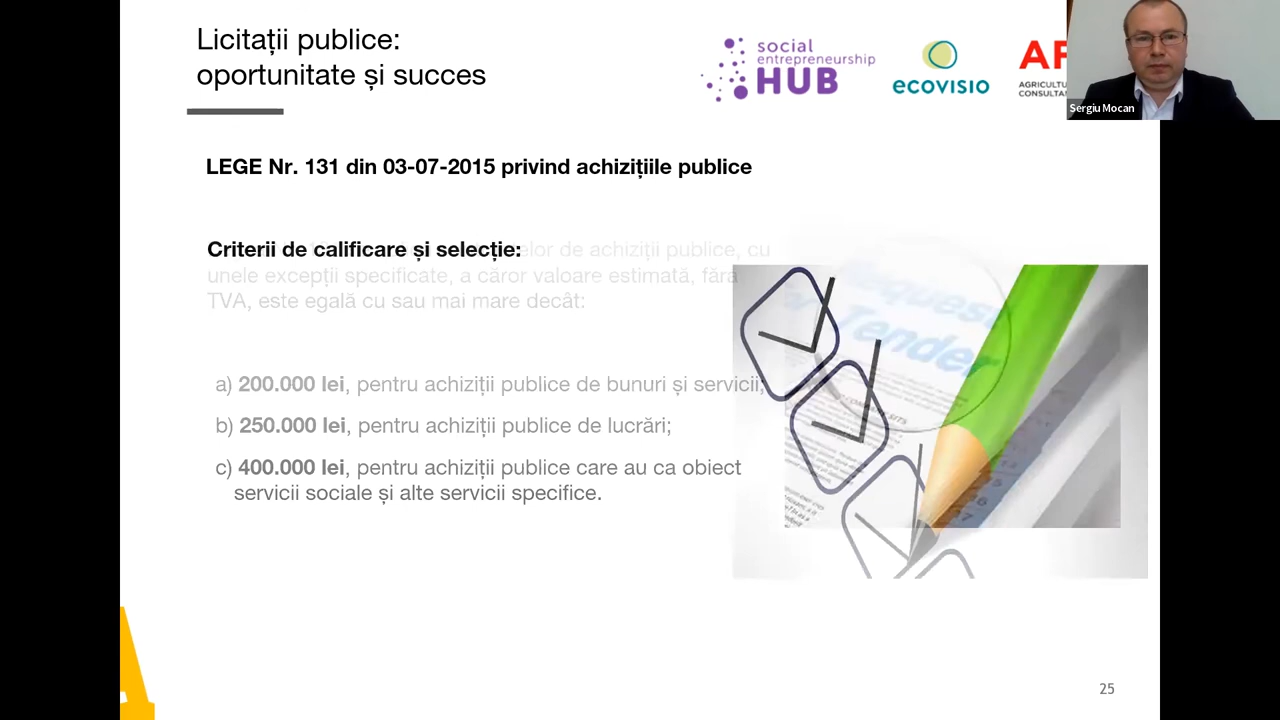 Licitații publice:
oportunitate și succes
social
entrepreneurship
HUB
ecovisio
AGRICULTU
CONSULTA
Sergiu Mocan
LEGE Nr. 131 din 03-07-2015 privind achizițiile publice
Criterii de calificare și selecție:
de achiziții publice, cu
unele excepții specificate, a căror valoare estimată, fără
TVA, este egală cu sau mai mare decât:
a) 200.000 lei, pentru achiziții publice de bunuri și servicii;
b) 250.000 lei, pentru achiziții publice de lucrări;
c) 400.000 lei, pentru achiziții publice care au ca obiect
servicii sociale și alte servicii specifice.
Request
Tender
25